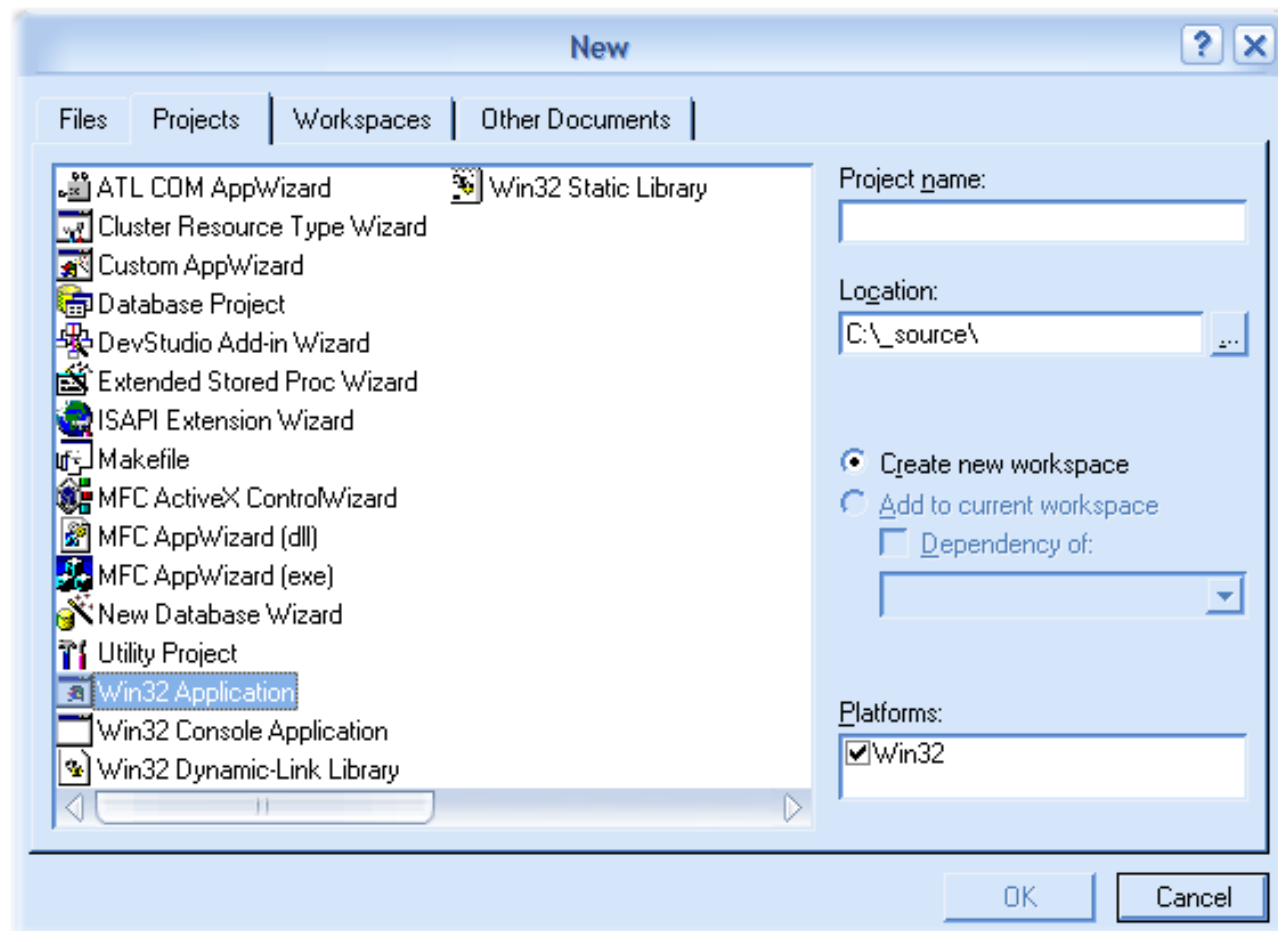 New
Files Projects Workspaces Other Documents
ATL COM AppWizard
Cluster Resource Type Wizard
Custom AppWizard
Database Project
DevStudio Add-in Wizard
Extended Stored Proc Wizard
ISAPI Extension Wizard
Makefile
MFC ActiveX ControlWizard
MFC AppWizard (dll)
MFC AppWizard (exe)
New Database Wizard
Utility Project
Win32 Application
Win32 Console Application
Win32 Dynamic-Link Library
Win32 Static Library
Project name:
Location:
C:\_source\
...
Create new workspace
Add to current workspace
Dependency of:
Platforms:
Win32
OK Cancel